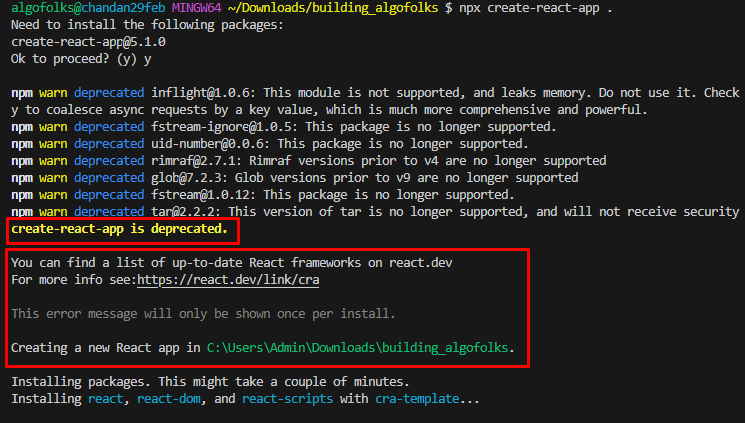 algofolks@chandan29feb MINGW64 ~/Downloads/building_algofolks $ npx create-react-app .
Need to install the following packages:
create-react-app@5.1.0
Ok to proceed? (y) y
npm warn deprecated inflight@1.0.6: This module is not supported, and leaks memory. Do not use it. Check
y to coalesce async requests by a key value, which is much more comprehensive and powerful.
npm warn deprecated fstream-ignore@1.0.5: This package is no longer supported.
npm warn deprecated uid-number@0.0.6: This package is no longer supported.
npm warn deprecated rimraf@2.7.1: Rimraf versions prior to v4 are no longer supported
npm warn deprecated glob@7.2.3: Glob versions prior to v9 are no longer supported
npm warn deprecated fstream@1.0.12: This package is no longer supported.
npm warn deprecated tar@2.2.2: This version of tar is no longer supported, and will not receive security
create-react-app is deprecated.
You can find a list of up-to-date React frameworks on react.dev
For more info see:https://react.dev/link/cra
This error message will only be shown once per install.
Creating a new React app in C:\Users\Admin\Downloads\building_algofolks.
Installing packages. This might take a couple of minutes.
Installing react, react-dom, and react-scripts with cra-template...